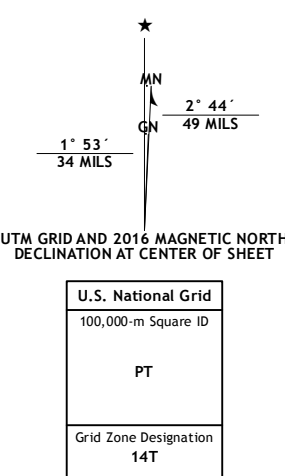 ★
MN
GN
2° 44´
49 MILS
1° 53´
34 MILS
UTM GRID AND 2016 MAGNETIC NORTH
DECLINATION AT CENTER OF SHEET
U.S. National Grid
100,000-m Square ID
PT
Grid Zone Designation
14T